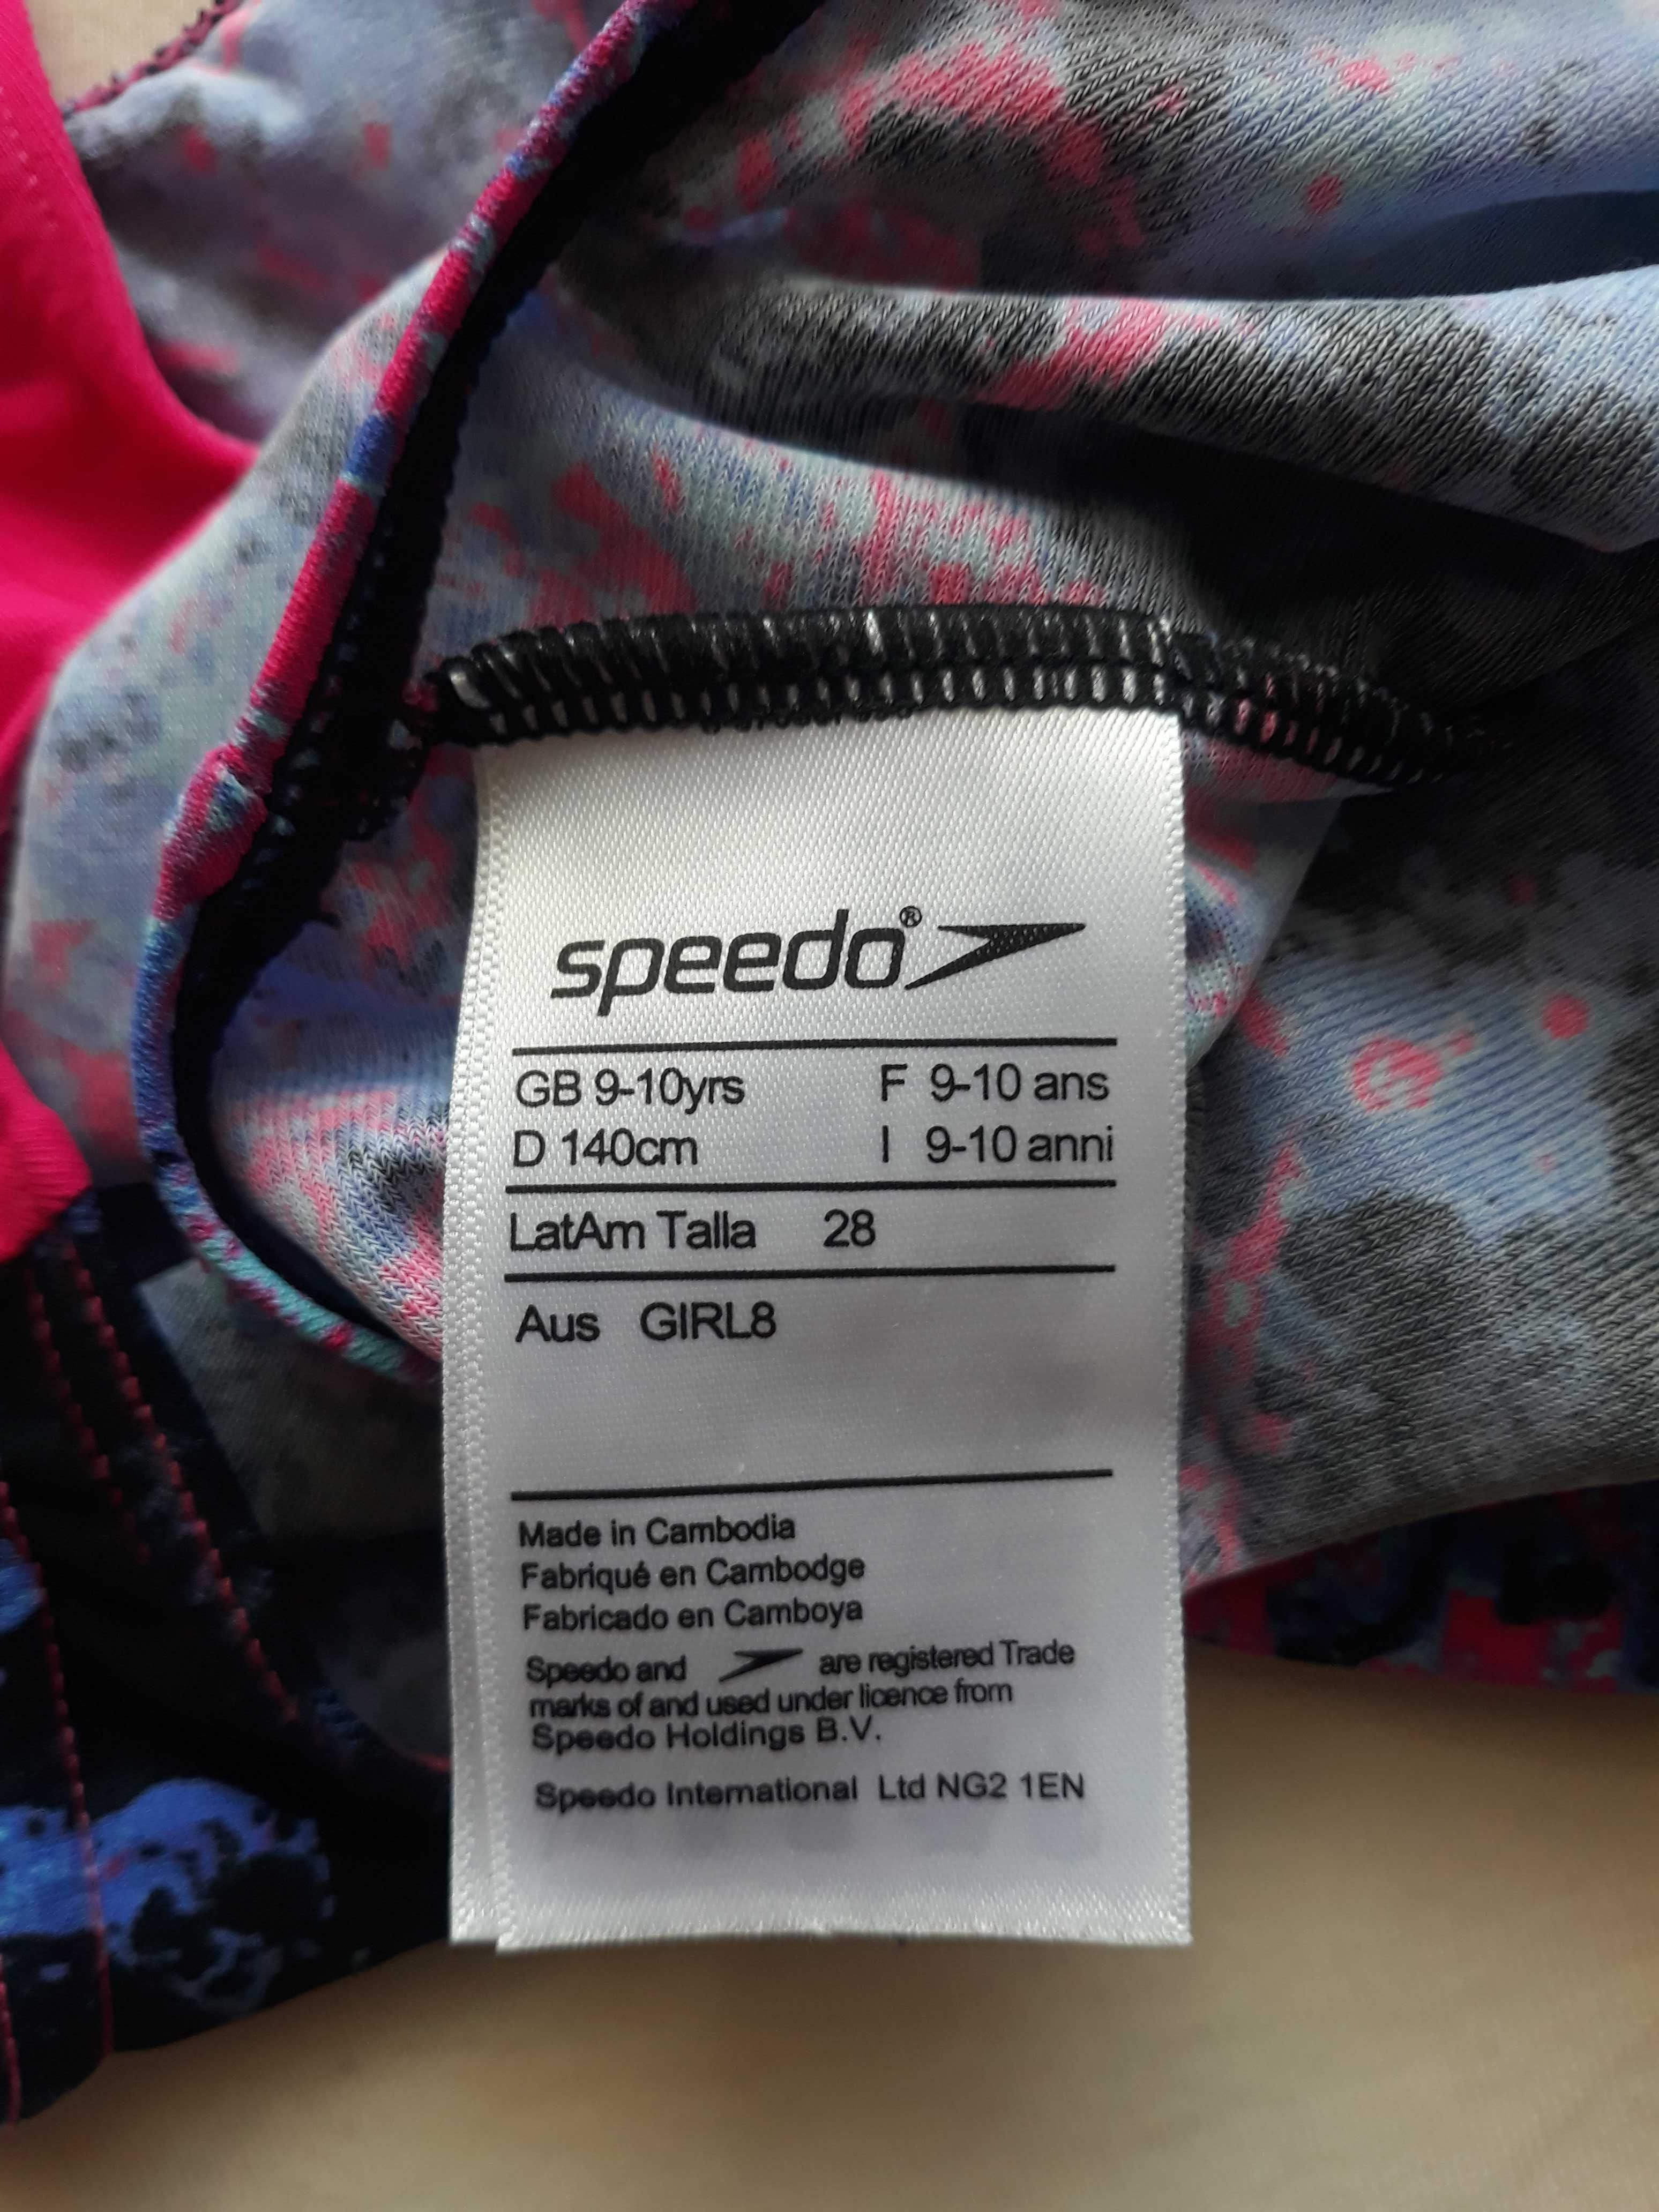 speedo®
GB 9-10yrs F 9-10 ans
D 140cm I 9-10 anni
LatAm Talla 28
Aus GIRL8
Made in Cambodia
Fabriqué en Cambodge
Fabricado en Camboya
Speedo and are registered Trade
marks of and used under licence from
Speedo Holdings B.V.
Speedo International Ltd NG2 1EN